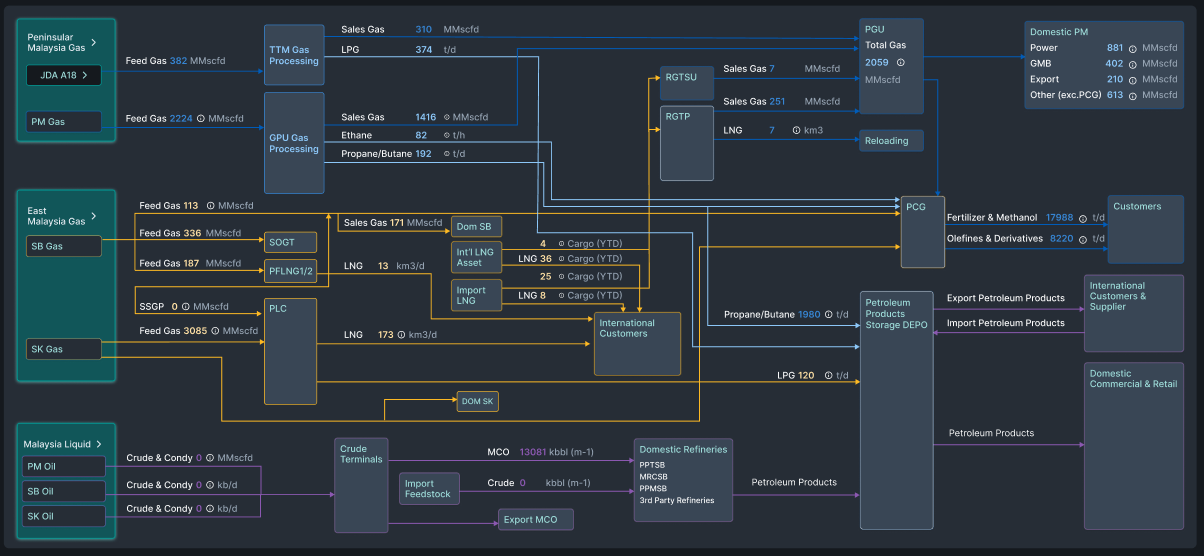 Peninsular
Malaysia Gas
JDA A18
PM Gas
Feed Gas 382 MMscfd
Feed Gas 2224 MMscfd
TTM Gas
Processing
GPU Gas
Processing
Sales Gas 310 MMscfd
LPG 374 t/d
Sales Gas 1416 MMscfd
Ethane 82 t/h
Propane/Butane 192 t/d
RGTSU
RGTP
Sales Gas 7 MMscfd
Sales Gas 251 MMscfd
LNG 7 km3
PGU
Total Gas
2059
MMscfd
Reloading
Domestic PM
Power 881 MMscfd
GMB 402 MMscfd
Export 210 MMscfd
Other (exc.PCG) 613 MMscfd
East
Malaysia Gas
SB Gas
SK Gas
Feed Gas 113 MMscfd
Feed Gas 336 MMscfd
Feed Gas 187 MMscfd
SSGP 0 MMscfd
Feed Gas 3085 MMscfd
SOGT
PFLNG1/2
PLC
Sales Gas 171 MMscfd
LNG 13 km3/d
LNG 173 km3/d
Dom SB
Int'l LNG
Asset
Import
LNG
4 Cargo (YTD)
LNG 36 Cargo (YTD)
25 Cargo (YTD)
LNG 8 Cargo (YTD)
International
Customers
DOM SK
PCG
Fertilizer & Methanol 17988 t/d
Olefines & Derivatives 8220 t/d
Customers
Propane/Butane 1980 t/d
LPG 120 t/d
Petroleum
Products
Storage DEPO
Export Petroleum Products
Import Petroleum Products
International
Customers &
Supplier
Domestic
Commercial & Retail
Petroleum Products
Malaysia Liquid
PM Oil
SB Oil
SK Oil
Crude & Condy 0 MMscfd
Crude & Condy 0 kb/d
Crude & Condy 0 kb/d
Crude
Terminals
MCO 13081 kbbl (m-1)
Import
Feedstock
Crude 0 kbbl (m-1)
Export MCO
Domestic Refineries
PPTSB
MRCSB
PPMSB
3rd Party Refineries
Petroleum Products